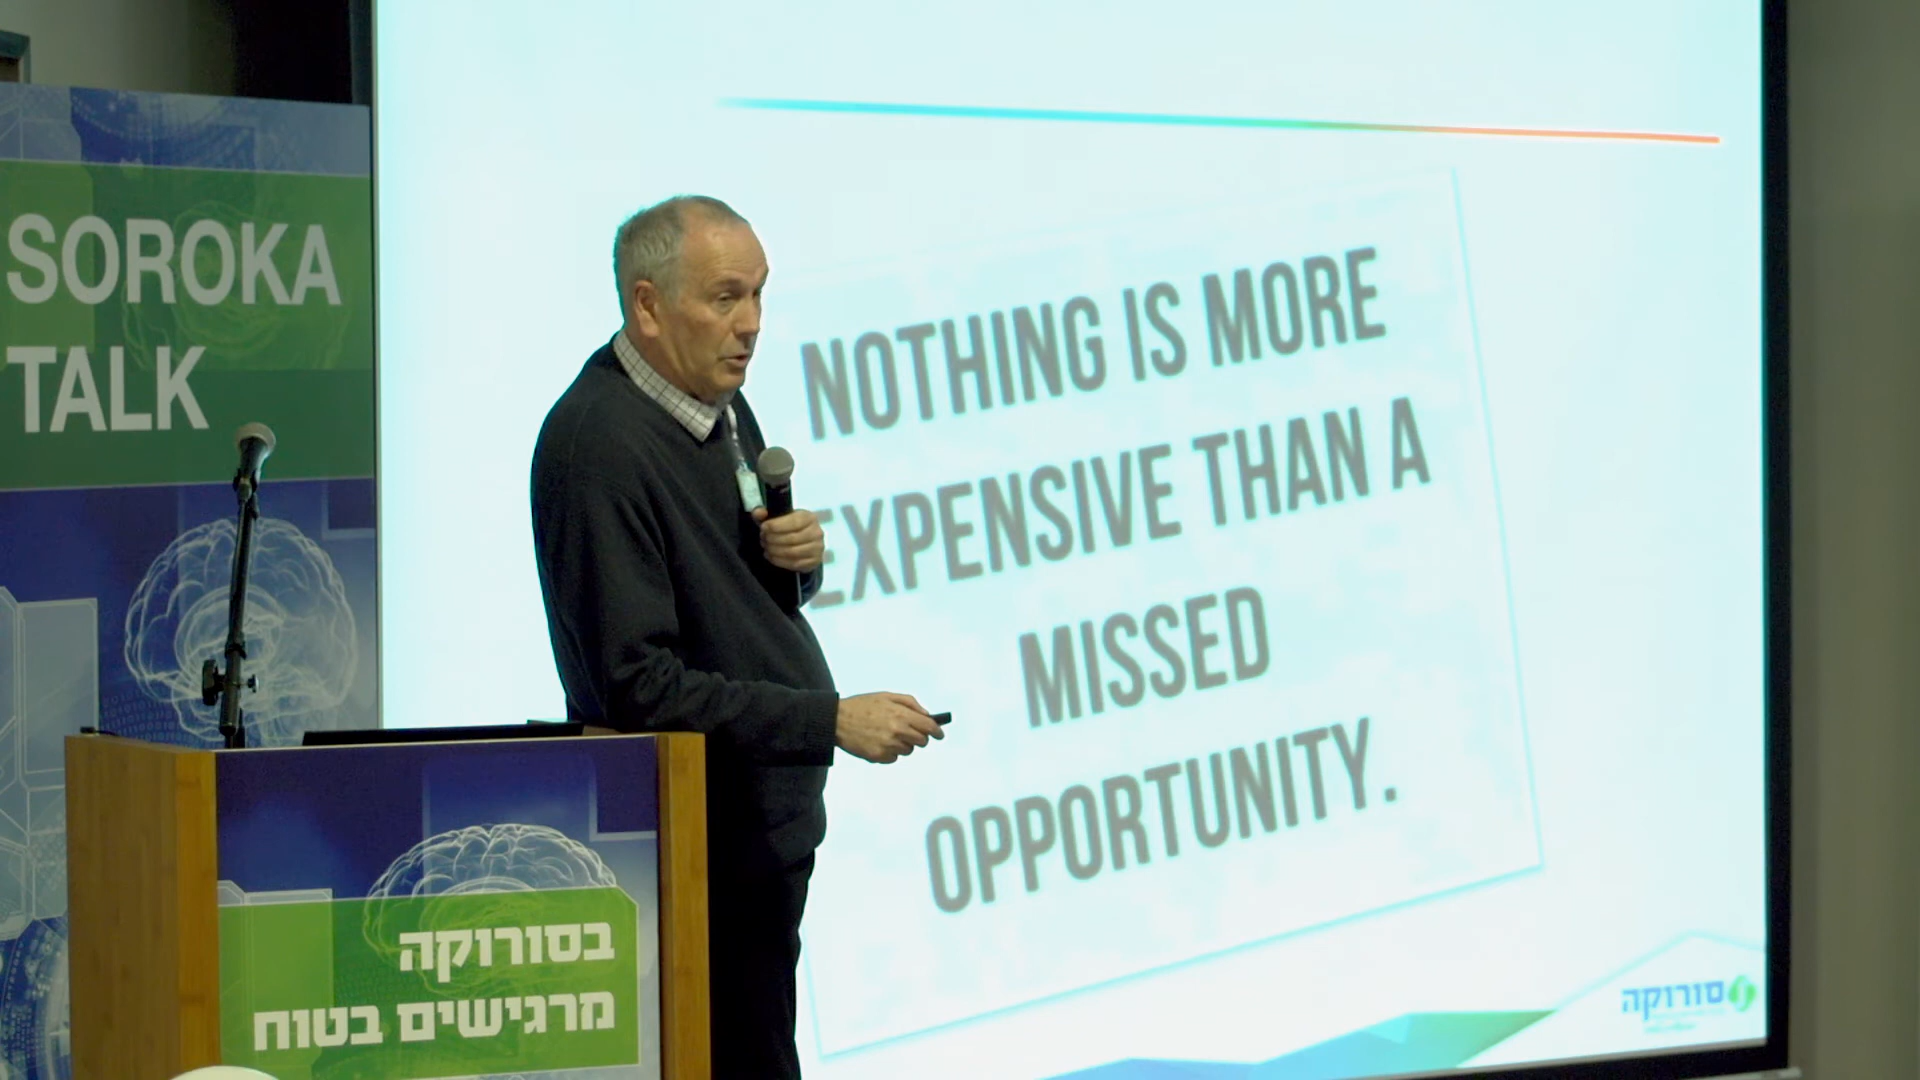 SOROKA
TALK
NOTHING IS MORE
EXPENSIVE THAN A
MISSED
OPPORTUNITY.
בסורוקה
מרגישים בטוח
סורוקה